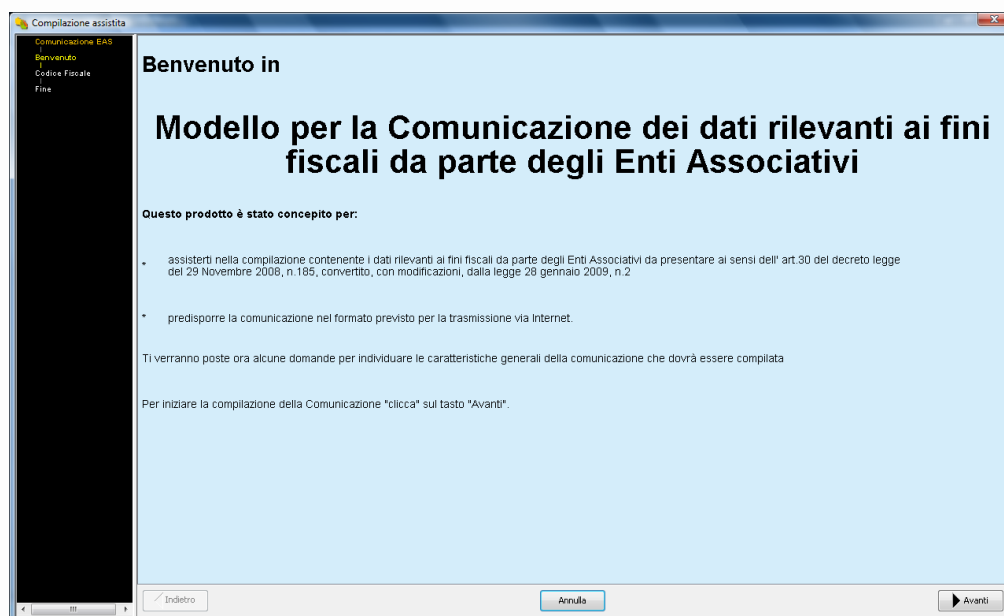 Compilazione assistita
Comunicazione EAS
Benvenuto
Codice Fiscale
Fine
Benvenuto in
Modello per la Comunicazione dei dati rilevanti ai fini
fiscali da parte degli Enti Associativi
Questo prodotto è stato concepito per:
* assisterti nella compilazione contenente i dati rilevanti ai fini fiscali da parte degli Enti Associativi da presentare ai sensi dell' art.30 del decreto legge
del 29 Novembre 2008, n.185, convertito, con modificazioni, dalla legge 28 gennaio 2009, n.2
* predisporre la comunicazione nel formato previsto per la trasmissione via Internet.
Ti verranno poste ora alcune domande per individuare le caratteristiche generali della comunicazione che dovrà essere compilata
Per iniziare la compilazione della Comunicazione "clicca" sul tasto "Avanti".
Indietro
Annulla
Avanti